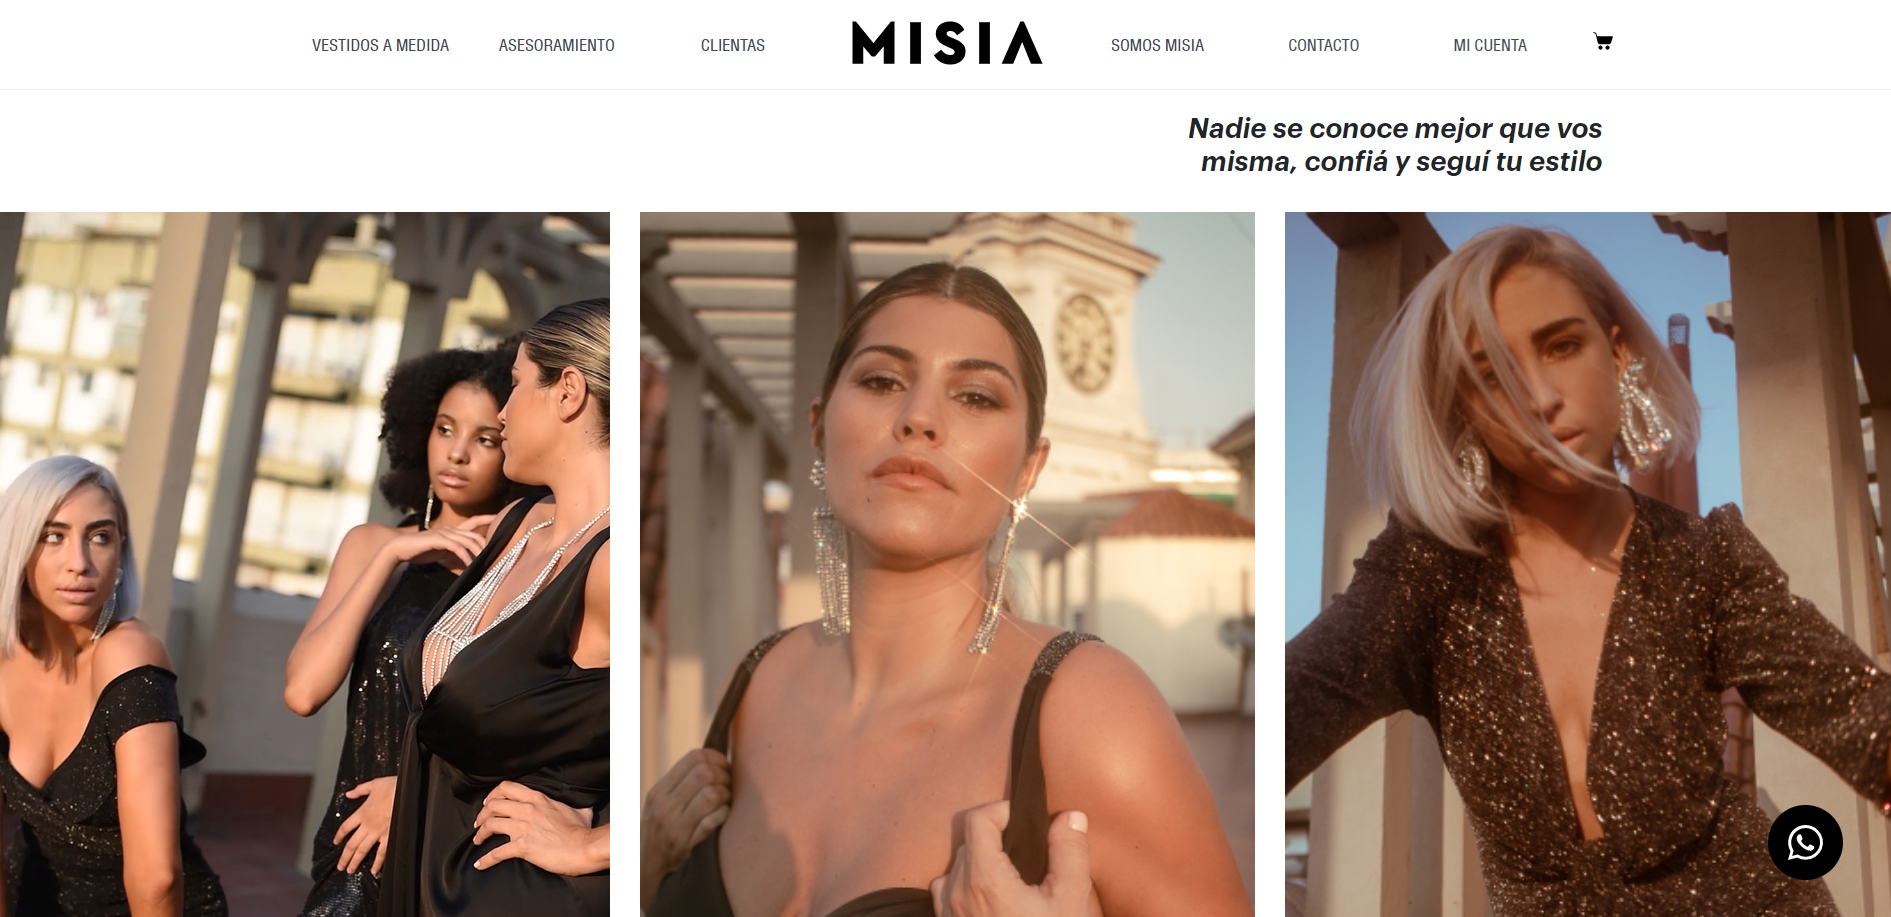 VESTIDOS A MEDIDA
ASESORAMIENTO
CLIENTAS
MISIA
SOMOS MISIA
CONTACTO
MI CUENTA
Nadie se conoce mejor que vos
misma, confiá y seguí tu estilo